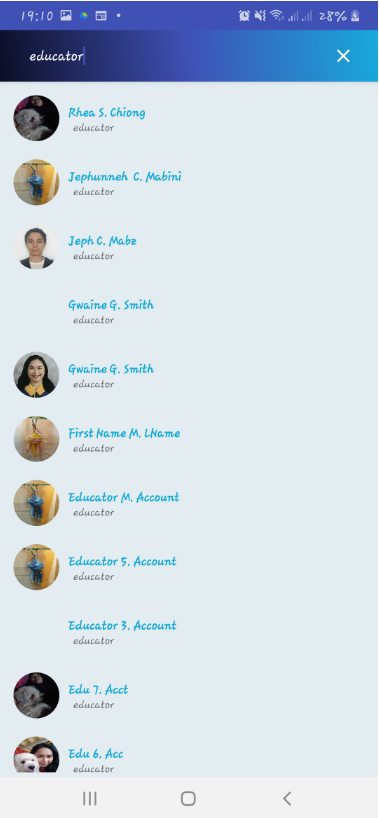 19:10
28%
educator
Rhea S. Chiong
educator
Jephunneh C. Mabini
educator
Jeph C. Mabz
educator
Gwaine G. Smith
educator
Gwaine G. Smith
educator
First Name M. LName
educator
Educator M. Account
educator
Educator 5. Account
educator
Educator 3. Account
educator
Edu 7. Acct
educator
Edu 6. Acc
educator